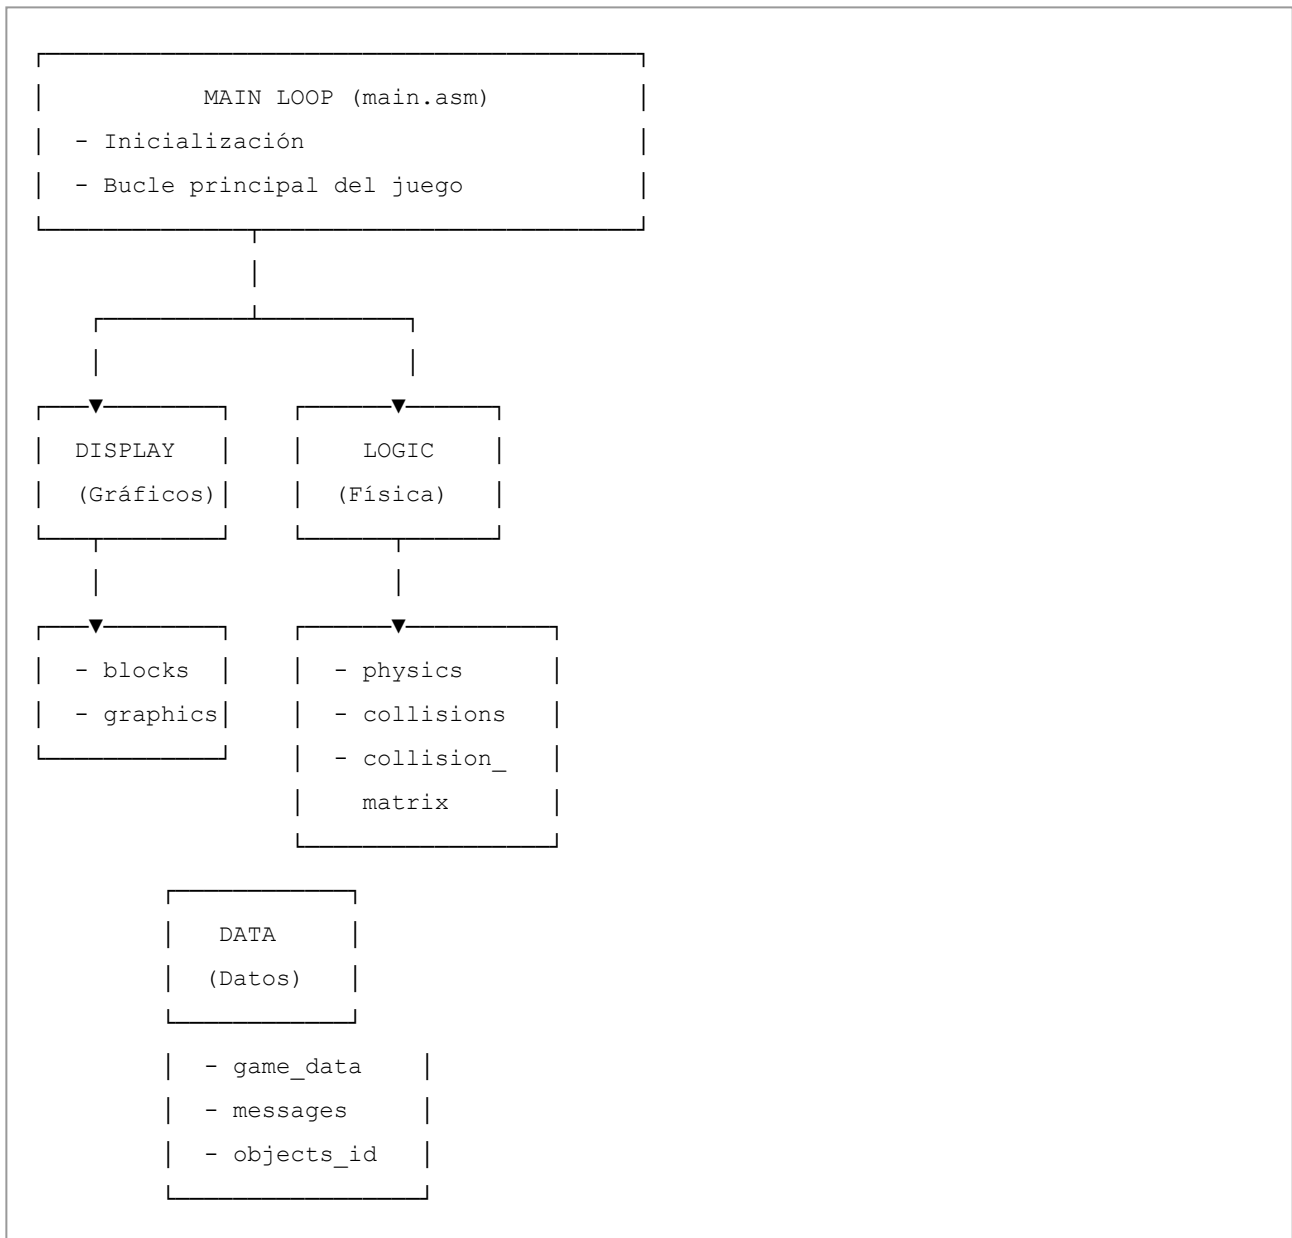 MAIN LOOP (main.asm)
- Inicialización
- Bucle principal del juego
DISPLAY
(Gráficos)
LOGIC
(Física)
- blocks
- graphics
- physics
- collisions
- collision_
matrix
DATA
(Datos)
- game_data
- messages
- objects_id